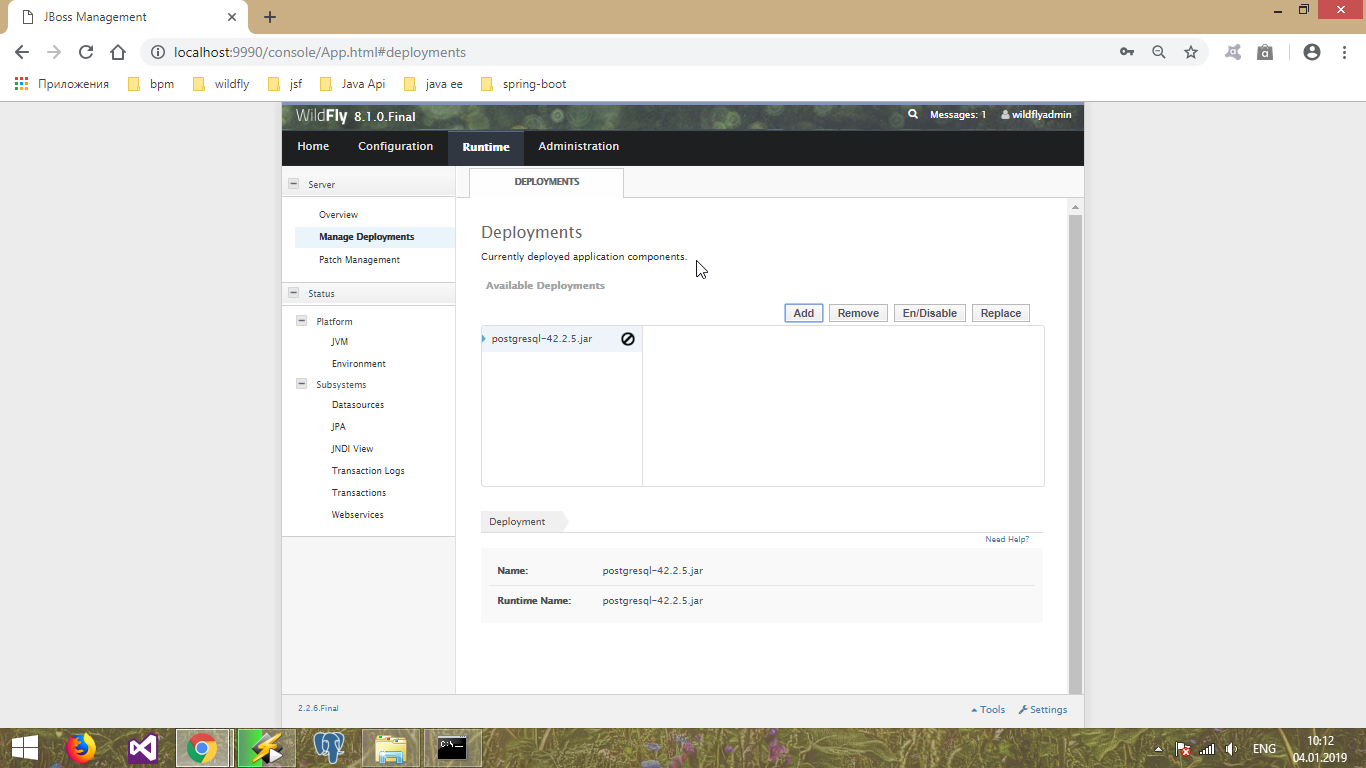 JBoss Management
localhost:9990/console/App.html#deployments
Приложения bpm wildfly jsf Java Api java ee spring-boot
WildFly 8.1.0.Final Messages: 1 wildflyadmin
Home Configuration Runtime Administration
Server
Overview
Manage Deployments
Patch Management
Status
Platform
JVM
Environment
Subsystems
Datasources
JPA
JNDI View
Transaction Logs
Transactions
Webservices
DEPLOYMENTS
Deployments
Currently deployed application components.
Available Deployments
Add Remove En/Disable Replace
postgresql-42.2.5.jar
Deployment
Need Help?
Name: postgresql-42.2.5.jar
Runtime Name: postgresql-42.2.5.jar
2.2.6.Final Tools Settings
C:\_
ENG
10:12
04.01.2019